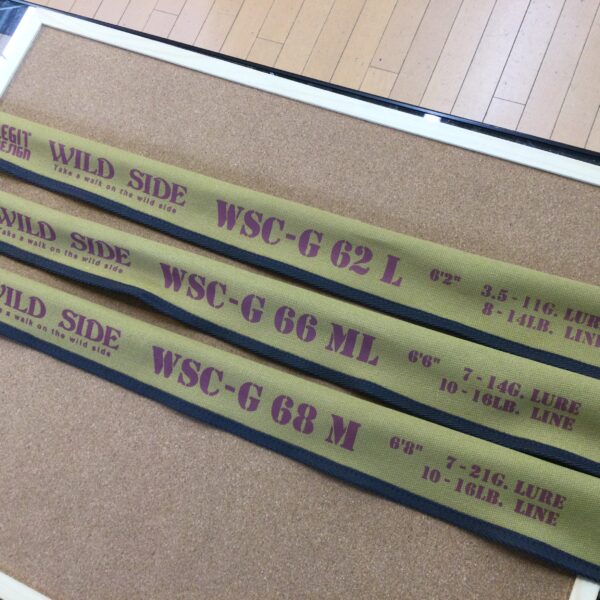 LEGIT
DESIGN
WILD SIDE
Take a walk on the wild side
WSC-G 62 L
6'2"
3.5 - 11G. LURE
8 - 14LB. LINE
WILD SIDE
Take a walk on the wild side
WSC-G 66 ML
6'6"
7 - 14G. LURE
10 - 16LB. LINE
WILD SIDE
Take a walk on the wild side
WSC-G 68 M
6'8"
7 - 21G. LURE
10 - 16LB. LINE